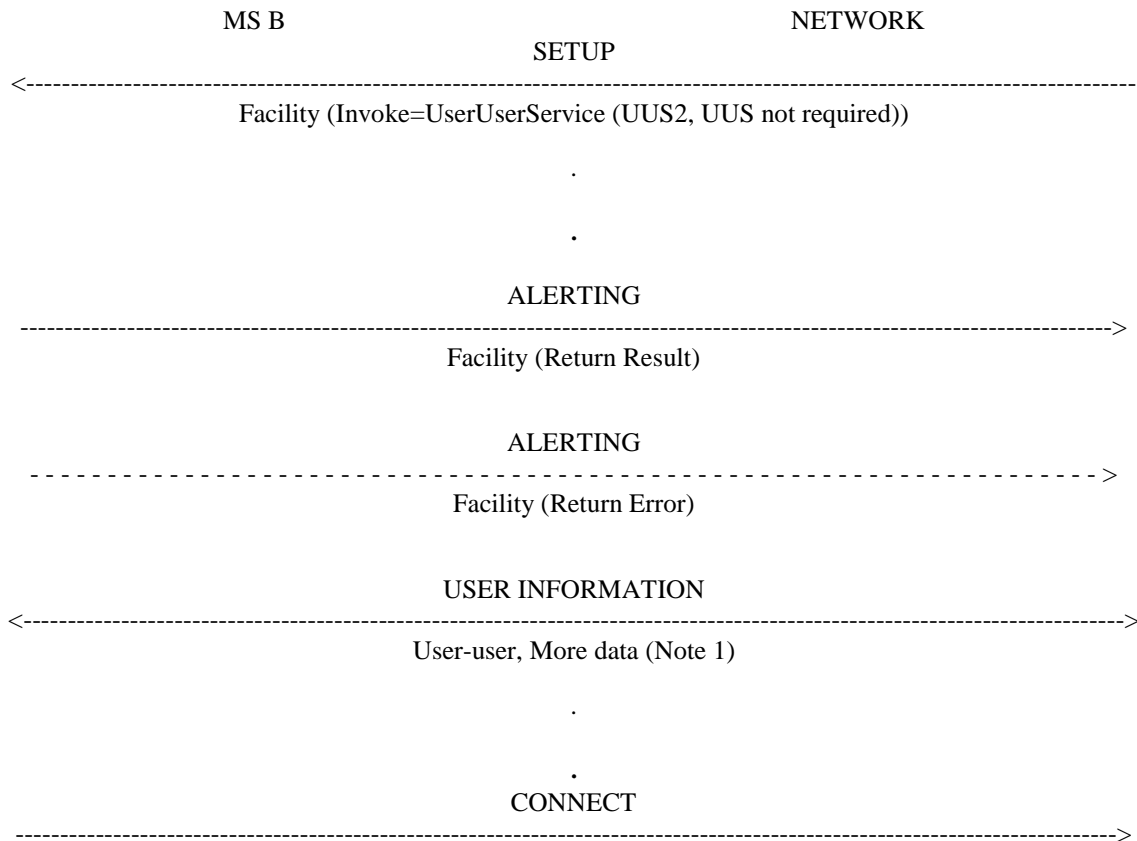 MS B NETWORK
SETUP
<----------------------------------------------------------------------------------------------------------------------------
Facility (Invoke=UserUserService (UUS2, UUS not required))
.
.
ALERTING
-------------------------------------------------------------------------------------------------------------------------->
Facility (Return Result)
ALERTING
- - - - - - - - - - - - - - - - - - - - - - - - - - - - - - - - - - - - - - - - - - - - - - - - - - - - - - - - - - - - - - - - - - - - - - >
Facility (Return Error)
USER INFORMATION
<--------------------------------------------------------------------------------------------------------------------------->
User-user, More data (Note 1)
.
.
CONNECT
--------------------------------------------------------------------------------------------------------------------------->